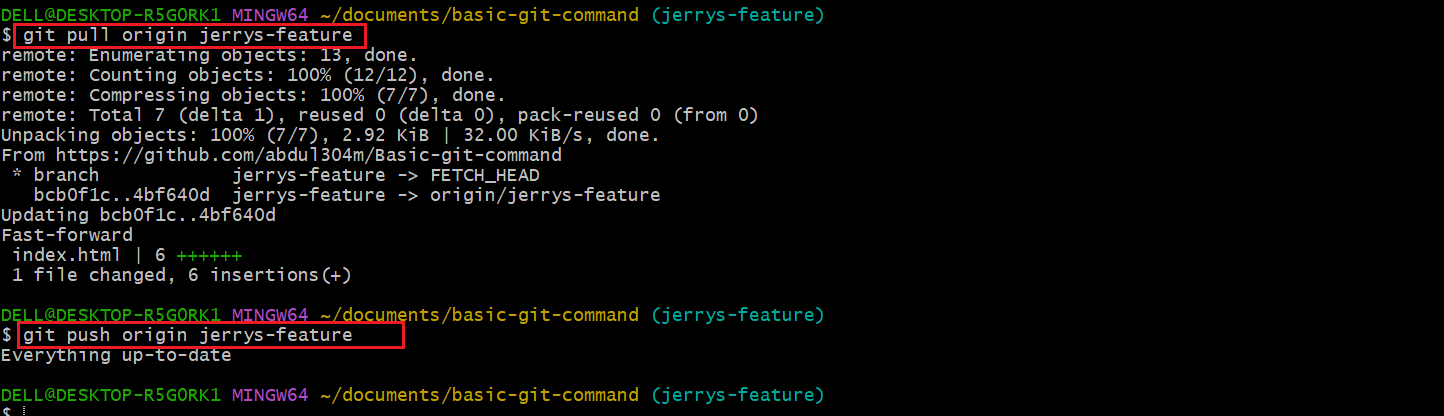 DELL@DESKTOP-R5G0RK1 MINGW64 ~/documents/basic-git-command (jerrys-feature)
$ git pull origin jerrys-feature
remote: Enumerating objects: 13, done.
remote: Counting objects: 100% (12/12), done.
remote: Compressing objects: 100% (7/7), done.
remote: Total 7 (delta 1), reused 0 (delta 0), pack-reused 0 (from 0)
Unpacking objects: 100% (7/7), 2.92 KiB | 32.00 KiB/s, done.
From https://github.com/abdul304m/Basic-git-command
 * branch            jerrys-feature -> FETCH_HEAD
   bcb0f1c..4bf640d  jerrys-feature -> origin/jerrys-feature
Updating bcb0f1c..4bf640d
Fast-forward
 index.html | 6 ++++++
 1 file changed, 6 insertions(+)
DELL@DESKTOP-R5G0RK1 MINGW64 ~/documents/basic-git-command (jerrys-feature)
$ git push origin jerrys-feature
Everything up-to-date
DELL@DESKTOP-R5G0RK1 MINGW64 ~/documents/basic-git-command (jerrys-feature)
$